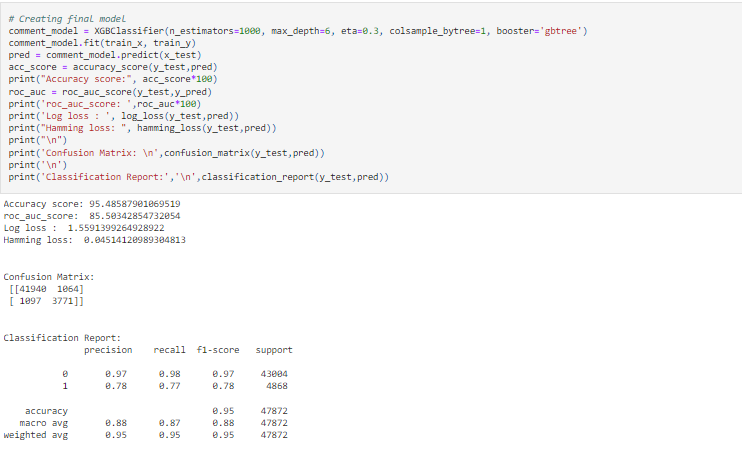 # Creating final model
comment_model = XGBClassifier(n_estimators=1000, max_depth=6, eta=0.3, colsample_bytree=1, booster='gbtree')
comment_model.fit(train_x, train_y)
pred = comment_model.predict(x_test)
acc_score = accuracy_score(y_test,pred)
print("Accuracy score:", acc_score*100)
roc_auc = roc_auc_score(y_test,y_pred)
print('roc_auc_score: ',roc_auc*100)
print('Log loss : ', log_loss(y_test,pred))
print("Hamming loss: ", hamming_loss(y_test,pred))
print("\n")
print('Confusion Matrix: \n',confusion_matrix(y_test,pred))
print('\n')
print('Classification Report:','\n',classification_report(y_test,pred))
Accuracy score: 95.48587901069519
roc_auc_score:  85.50342854732054
Log loss :  1.5591399264928922
Hamming loss:  0.04514120989304813
Confusion Matrix:
[[41940  1064]
[ 1097  3771]]
Classification Report:
precision    recall  f1-score   support
0       0.97      0.98      0.97     43004
1       0.78      0.77      0.78      4868
accuracy                           0.95     47872
macro avg       0.88      0.87      0.88     47872
weighted avg       0.95      0.95      0.95     47872